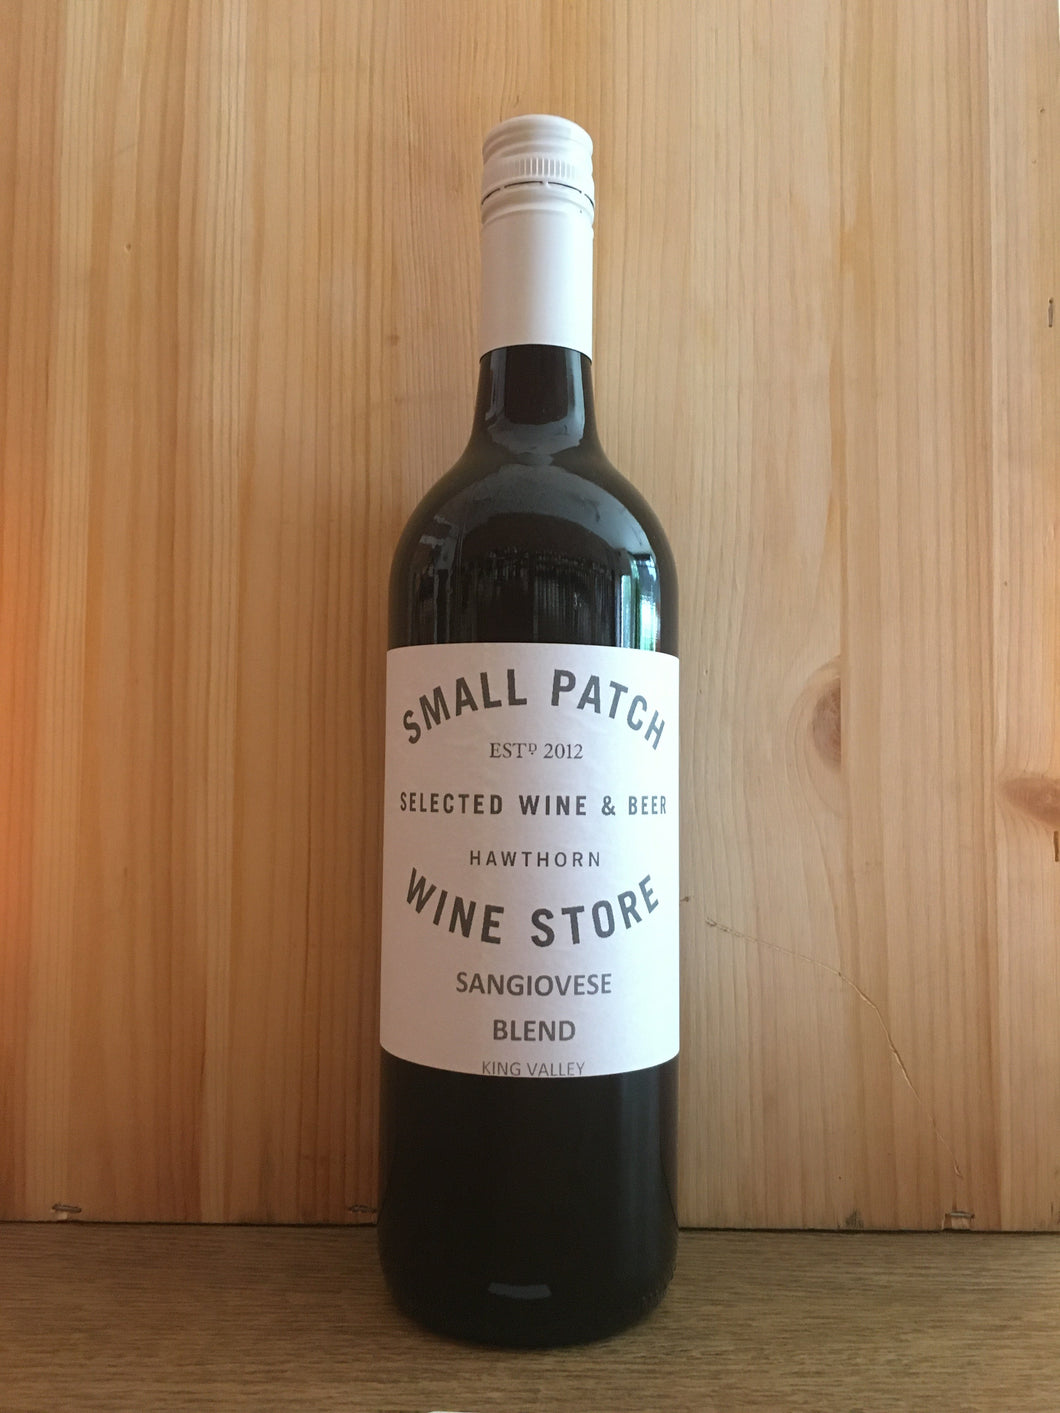 SMALL PATCH
ESTD 2012
SELECTED WINE & BEER
HAWTHORN
WINE STORE
SANGIOVESE
BLEND
KING VALLEY